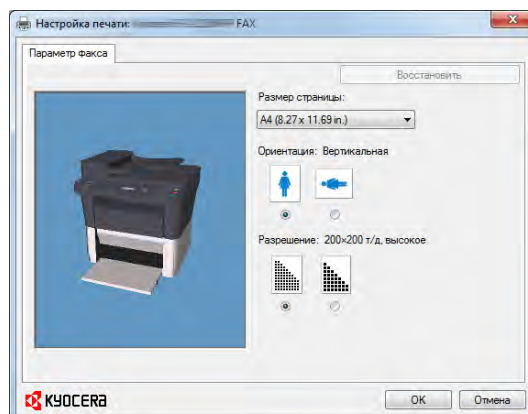 Настройка печати: FAX
Параметр факса
Восстановить
Размер страницы:
A4 (8.27 x 11.69 in.)
Ориентация: Вертикальная
Разрешение: 200×200 т/д, высокое
KYOCERA
OK
Отмена